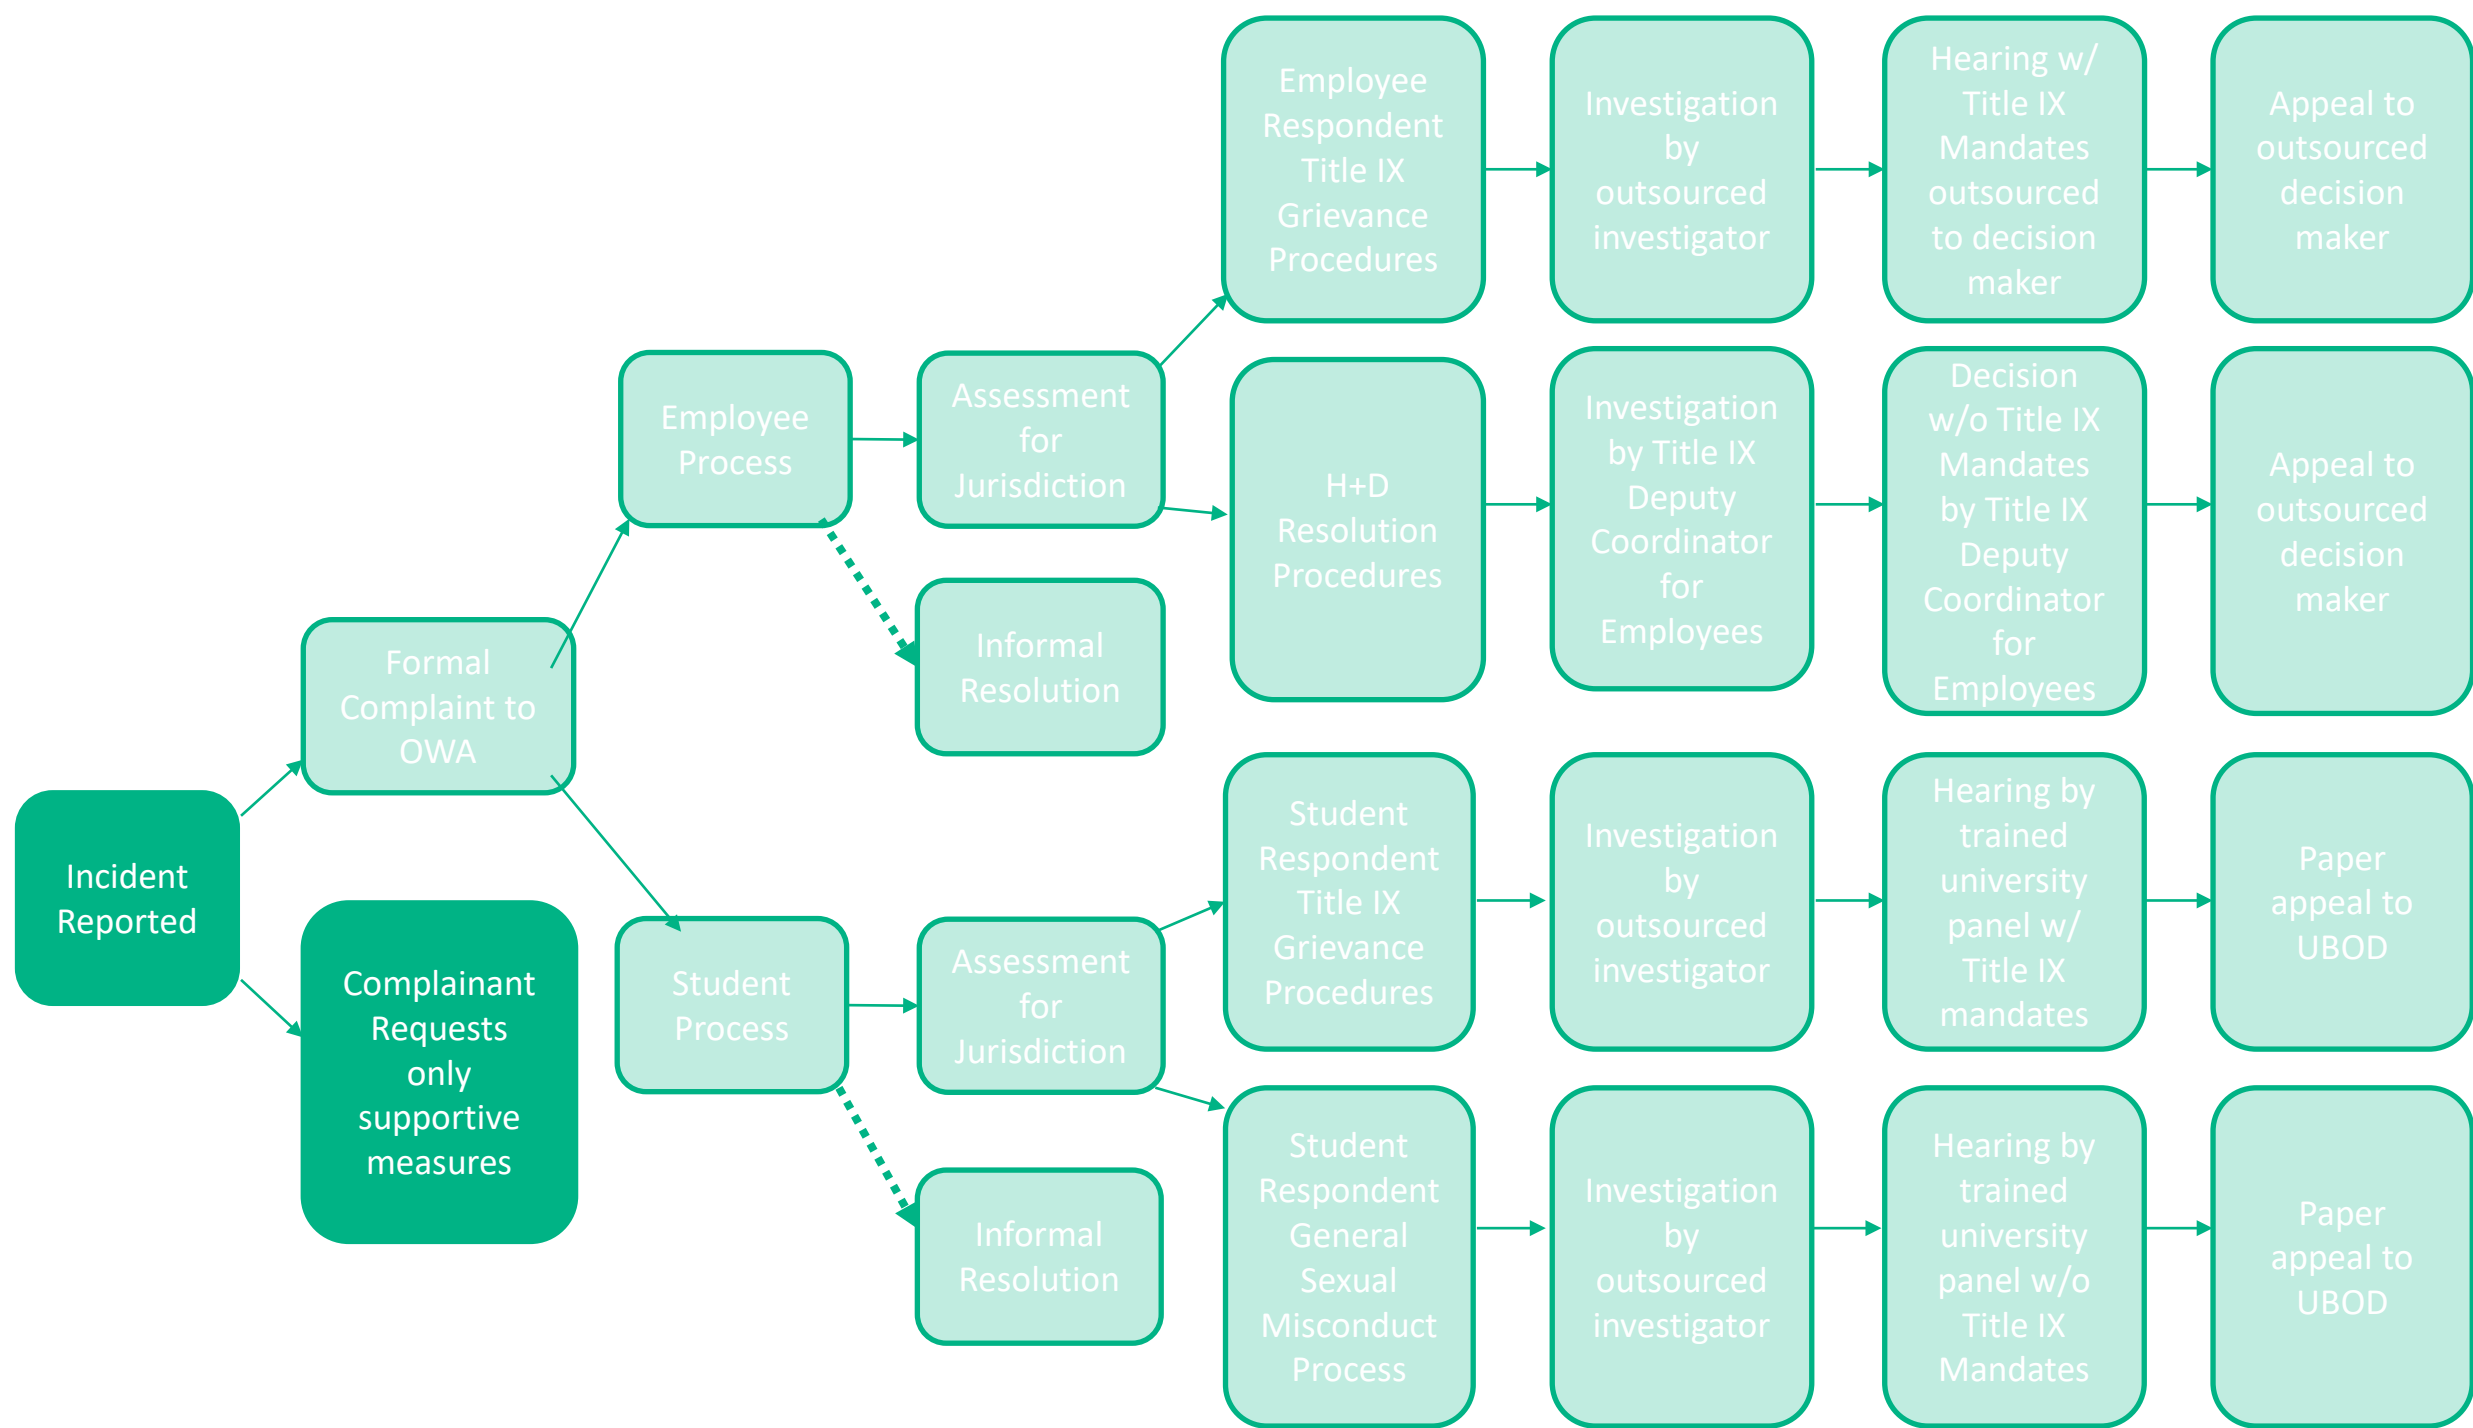 Incident
Reported
Formal
Complaint to
OWA
Complainant
Requests
only
supportive
measures
Employee
Process
Assessment
for
Jurisdiction
Informal
Resolution
Employee
Respondent
Title IX
Grievance
Procedures
Investigation
by
outsourced
investigator
Hearing w/
Title IX
Mandates
outsourced
to decision
maker
Appeal to
outsourced
decision
maker
H+D
Resolution
Procedures
Investigation
by Title IX
Deputy
Coordinator
for
Employees
Decision
w/o Title IX
Mandates
by Title IX
Deputy
Coordinator
for
Employees
Appeal to
outsourced
decision
maker
Student
Process
Assessment
for
Jurisdiction
Informal
Resolution
Student
Respondent
Title IX
Grievance
Procedures
Investigation
by
outsourced
investigator
Hearing by
trained
university
panel w/
Title IX
mandates
Paper
appeal to
UBOD
Student
Respondent
General
Sexual
Misconduct
Process
Investigation
by
outsourced
investigator
Hearing by
trained
university
panel w/o
Title IX
Mandates
Paper
appeal to
UBOD